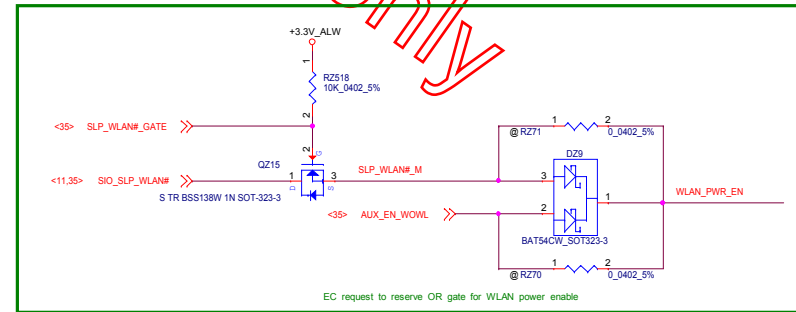 only
+3.3V_ALW
1
RZ518
10K_0402_5%
2
<35> SLP_WLAN#_GATE
2
G
QZ15
<11,35> SIO_SLP_WLAN#
1
D
S
3
SLP_WLAN#_M
S TR BSS138W 1N SOT-323-3
<35> AUX_EN_WOWL
1
2
@ RZ71
0_0402_5%
DZ9
3
2
1
WLAN_PWR_EN
BAT54CW_SOT323-3
1
2
@ RZ70
0_0402_5%
EC request to reserve OR gate for WLAN power enable